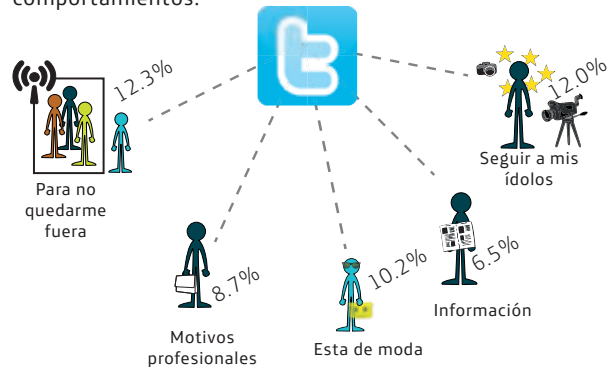 comportamientos.
12.3%
12.0%
Para no
quedarme
fuera
Seguir a mis
ídolos
8.7%
Motivos
profesionales
10.2%
Esta de moda
6.5%
Información